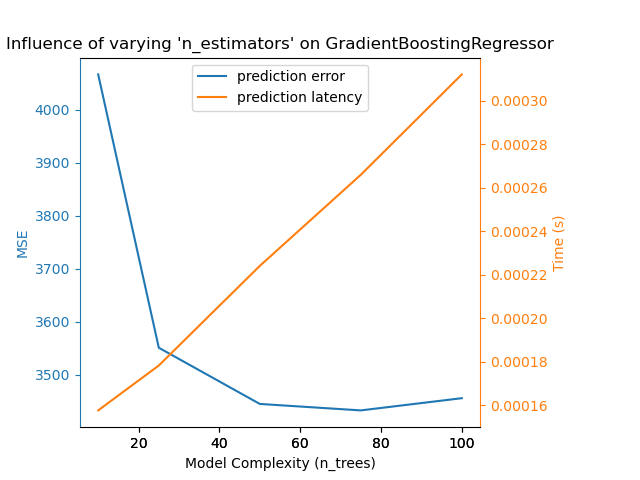 Influence of varying 'n_estimators' on GradientBoostingRegressor
prediction error
prediction latency
4000
3900
3800
3700
3600
3500
MSE
0.00030
0.00028
0.00026
0.00024
0.00022
0.00020
0.00018
0.00016
Time (s)
20 40 60 80 100
Model Complexity (n_trees)